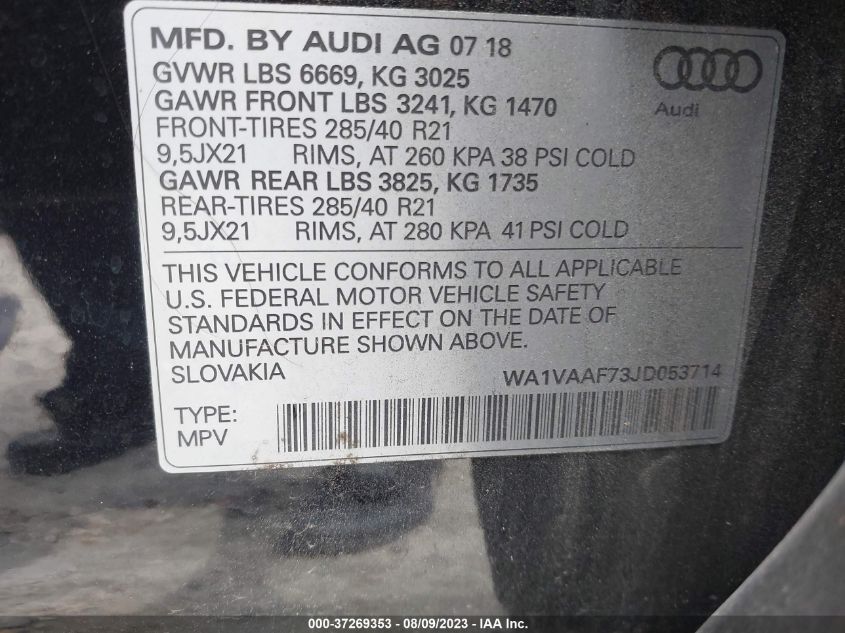 MFD. BY AUDI AG 07 18
GVWR LBS 6669, KG 3025
GAWR FRONT LBS 3241, KG 1470
Audi
FRONT-TIRES 285/40 R21
9,5JX21 RIMS, AT 260 KPA 38 PSI COLD
GAWR REAR LBS 3825, KG 1735
REAR-TIRES 285/40 R21
9,5JX21 RIMS, AT 280 KPA 41 PSI COLD
THIS VEHICLE CONFORMS TO ALL APPLICABLE
U.S. FEDERAL MOTOR VEHICLE SAFETY
STANDARDS IN EFFECT ON THE DATE OF
MANUFACTURE SHOWN ABOVE.
SLOVAKIA WA1VAAF73JD053714
TYPE:
MPV
000-37269353 - 08/09/2023 - IAA Inc.